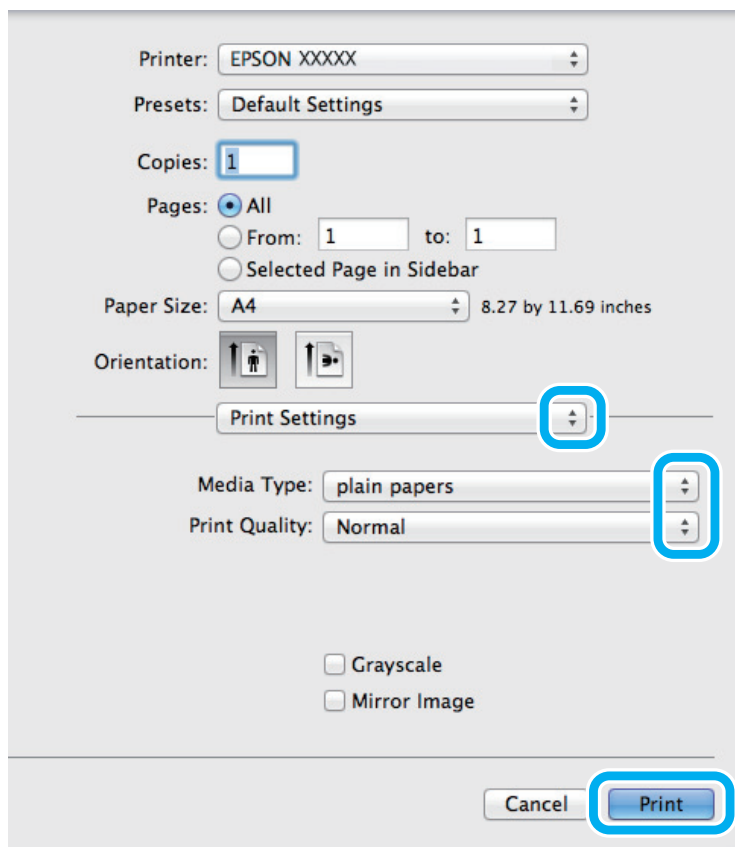 Printer: EPSON XXXXX
Presets: Default Settings
Copies: 1
Pages: All
From: 1 to: 1
Selected Page in Sidebar
Paper Size: A4 8.27 by 11.69 inches
Orientation:
Print Settings
Media Type: plain papers
Print Quality: Normal
Grayscale
Mirror Image
Cancel Print